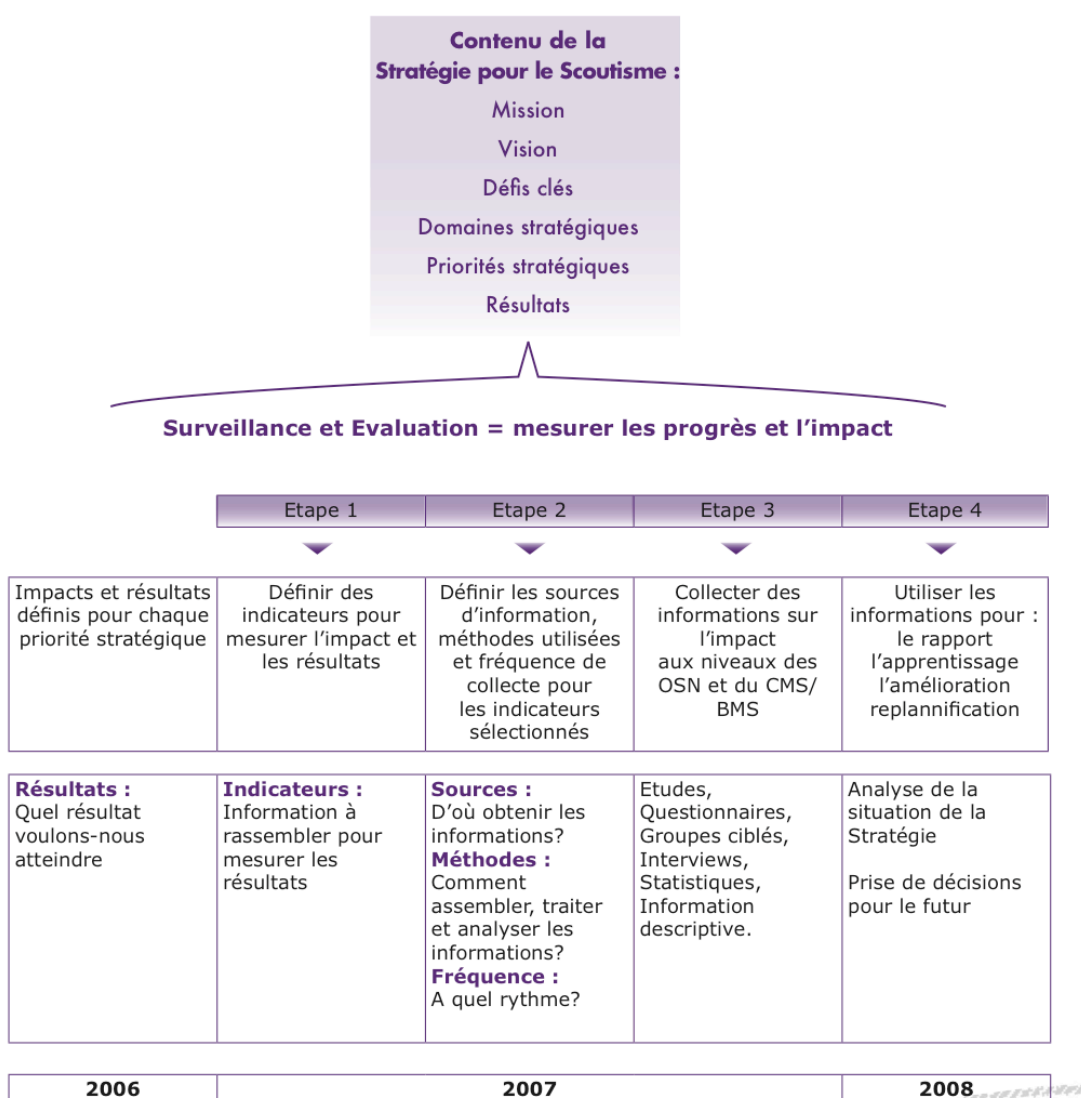 Contenu de la
Stratégie pour le Scoutisme :
Mission
Vision
Défis clés
Domaines stratégiques
Priorités stratégiques
Résultats
Surveillance et Evaluation = mesurer les progrès et l’impact
Etape 1
Etape 2
Etape 3
Etape 4
Impacts et résultats
définis pour chaque
priorité stratégique
Définir des
indicateurs pour
mesurer l’impact et
les résultats
Définir les sources
d’information,
méthodes utilisées
et fréquence de
collecte pour
les indicateurs
sélectionnés
Collecter des
informations sur
l’impact
aux niveaux des
OSN et du CMS/
BMS
Utiliser les
informations pour :
le rapport
l’apprentissage
l’amélioration
replannification
Résultats :
Quel résultat
voulons-nous
atteindre
Indicateurs :
Information à
rassembler pour
mesurer les
résultats
Sources :
D’où obtenir les
informations?
Méthodes :
Comment
assembler, traiter
et analyser les
informations?
Fréquence :
A quel rythme?
Etudes,
Questionnaires,
Groupes ciblés,
Interviews,
Statistiques,
Information
descriptive.
Analyse de la
situation de la
Stratégie
Prise de décisions
pour le futur
2006
2007
2008